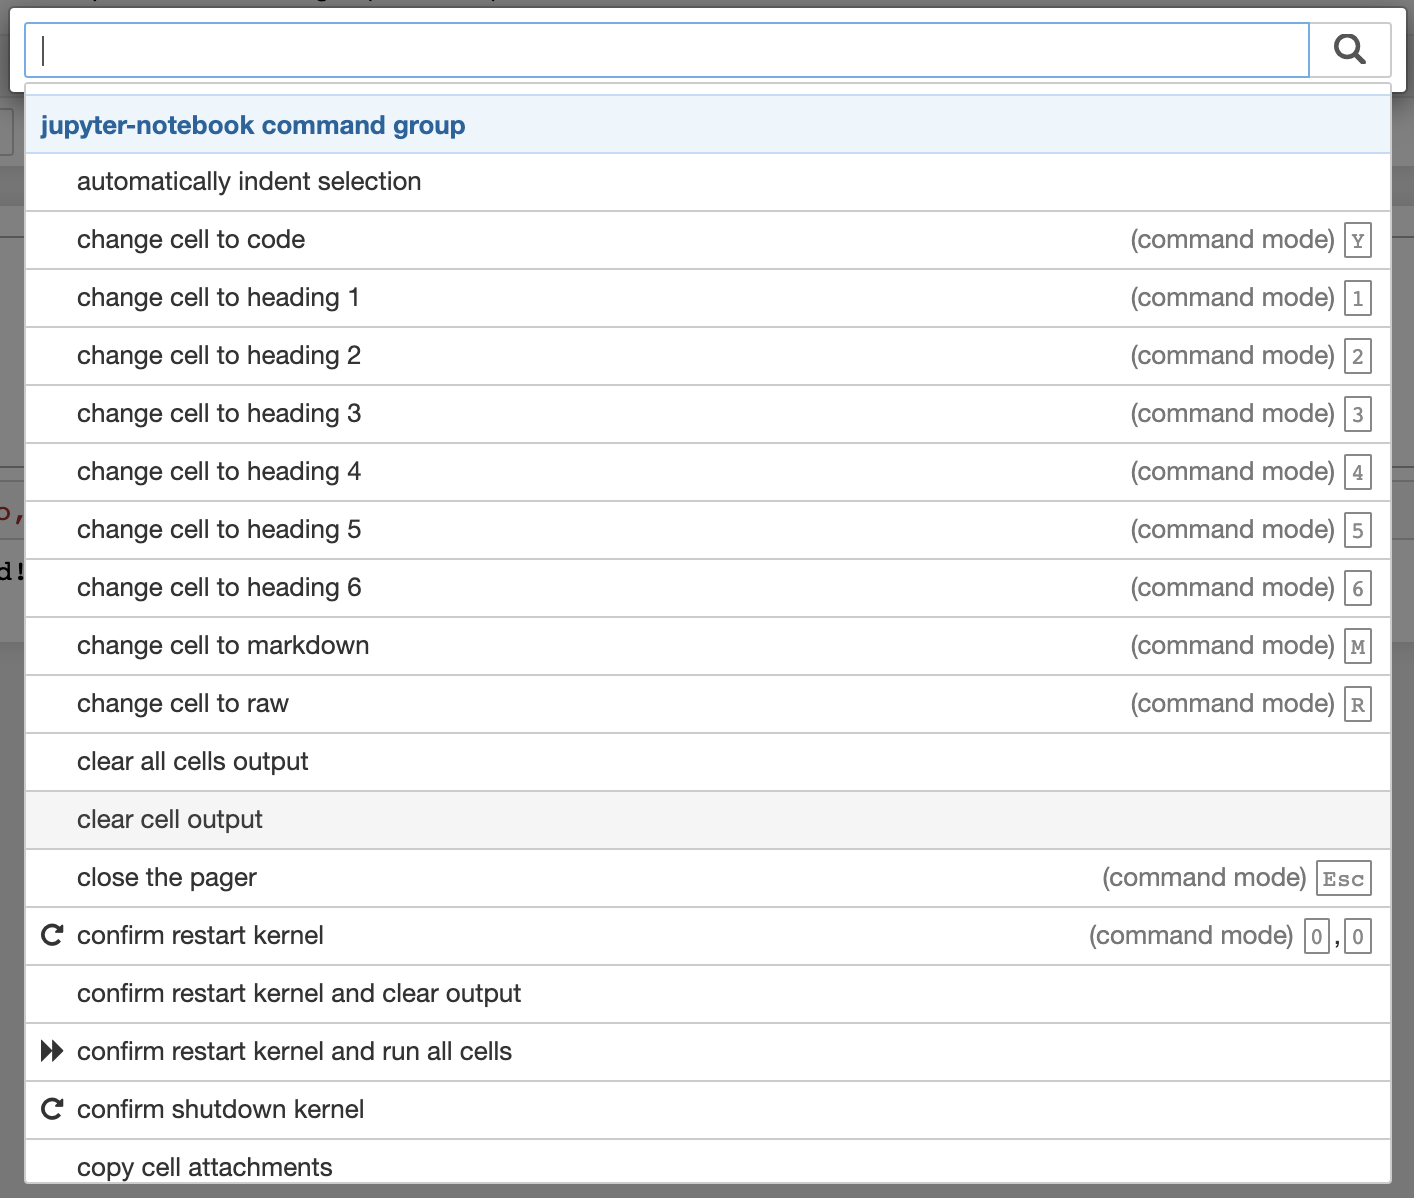 jupyter-notebook command group
automatically indent selection
change cell to code (command mode) Y
change cell to heading 1 (command mode) 1
change cell to heading 2 (command mode) 2
change cell to heading 3 (command mode) 3
change cell to heading 4 (command mode) 4
o,
change cell to heading 5 (command mode) 5
d!
change cell to heading 6 (command mode) 6
change cell to markdown (command mode) M
change cell to raw (command mode) R
clear all cells output
clear cell output
close the pager (command mode) Esc
confirm restart kernel (command mode) 0,0
confirm restart kernel and clear output
confirm restart kernel and run all cells
confirm shutdown kernel
copy cell attachments